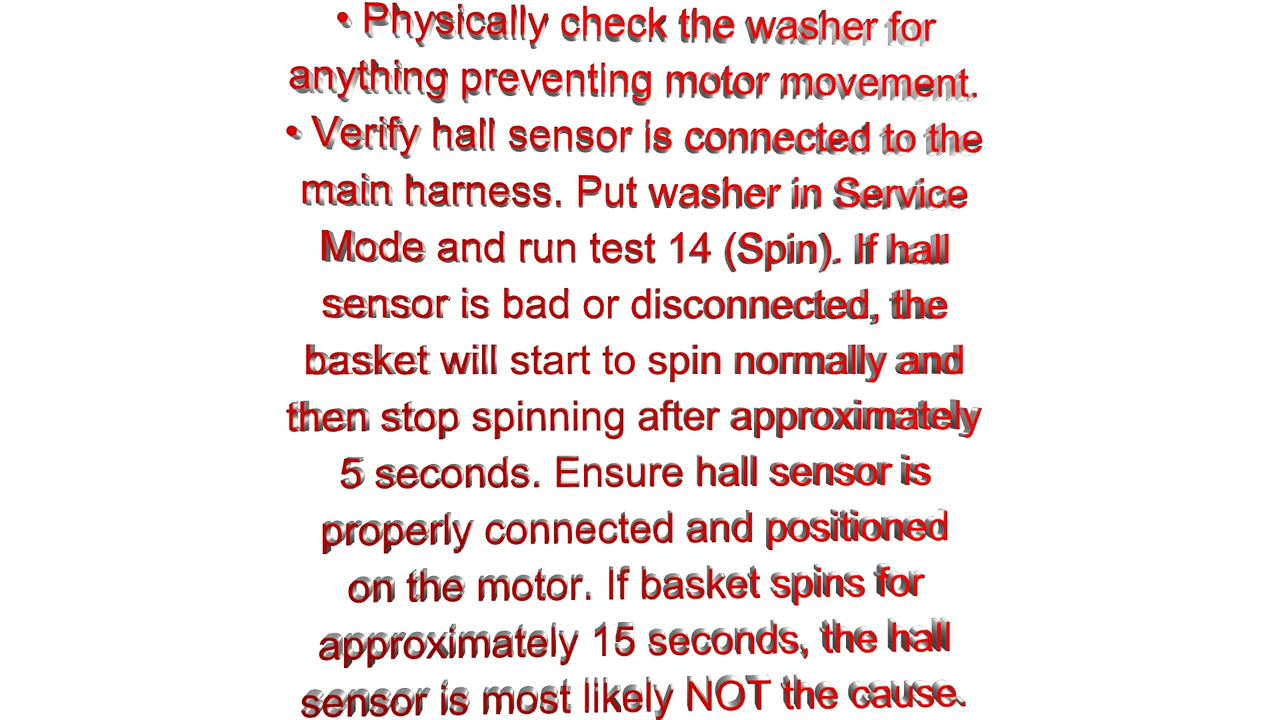 • Physically check the washer for
anything preventing motor movement.
• Verify hall sensor is connected to the
main harness. Put washer in Service
Mode and run test 14 (Spin). If hall
sensor is bad or disconnected, the
basket will start to spin normally and
then stop spinning after approximately
5 seconds. Ensure hall sensor is
properly connected and positioned
on the motor. If basket spins for
approximately 15 seconds, the hall
sensor is most likely NOT the cause.